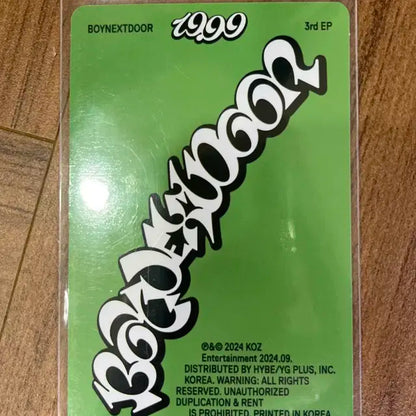 BOYNEXTDOOR
19.99
3rd EP
BOYNEXTDOOR
℗&© 2024 KOZ
Entertainment 2024.09.
DISTRIBUTED BY HYBE/YG PLUS, INC.
KOREA. WARNING: ALL RIGHTS
RESERVED. UNAUTHORIZED
DUPLICATION & RENT
IS PROHIBITED. PRINTED IN KOREA